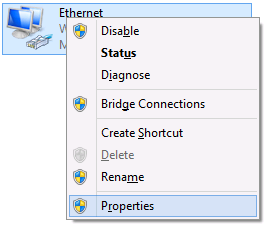 Ethernet
Disable
Status
Diagnose
Bridge Connections
Create Shortcut
Delete
Rename
Properties